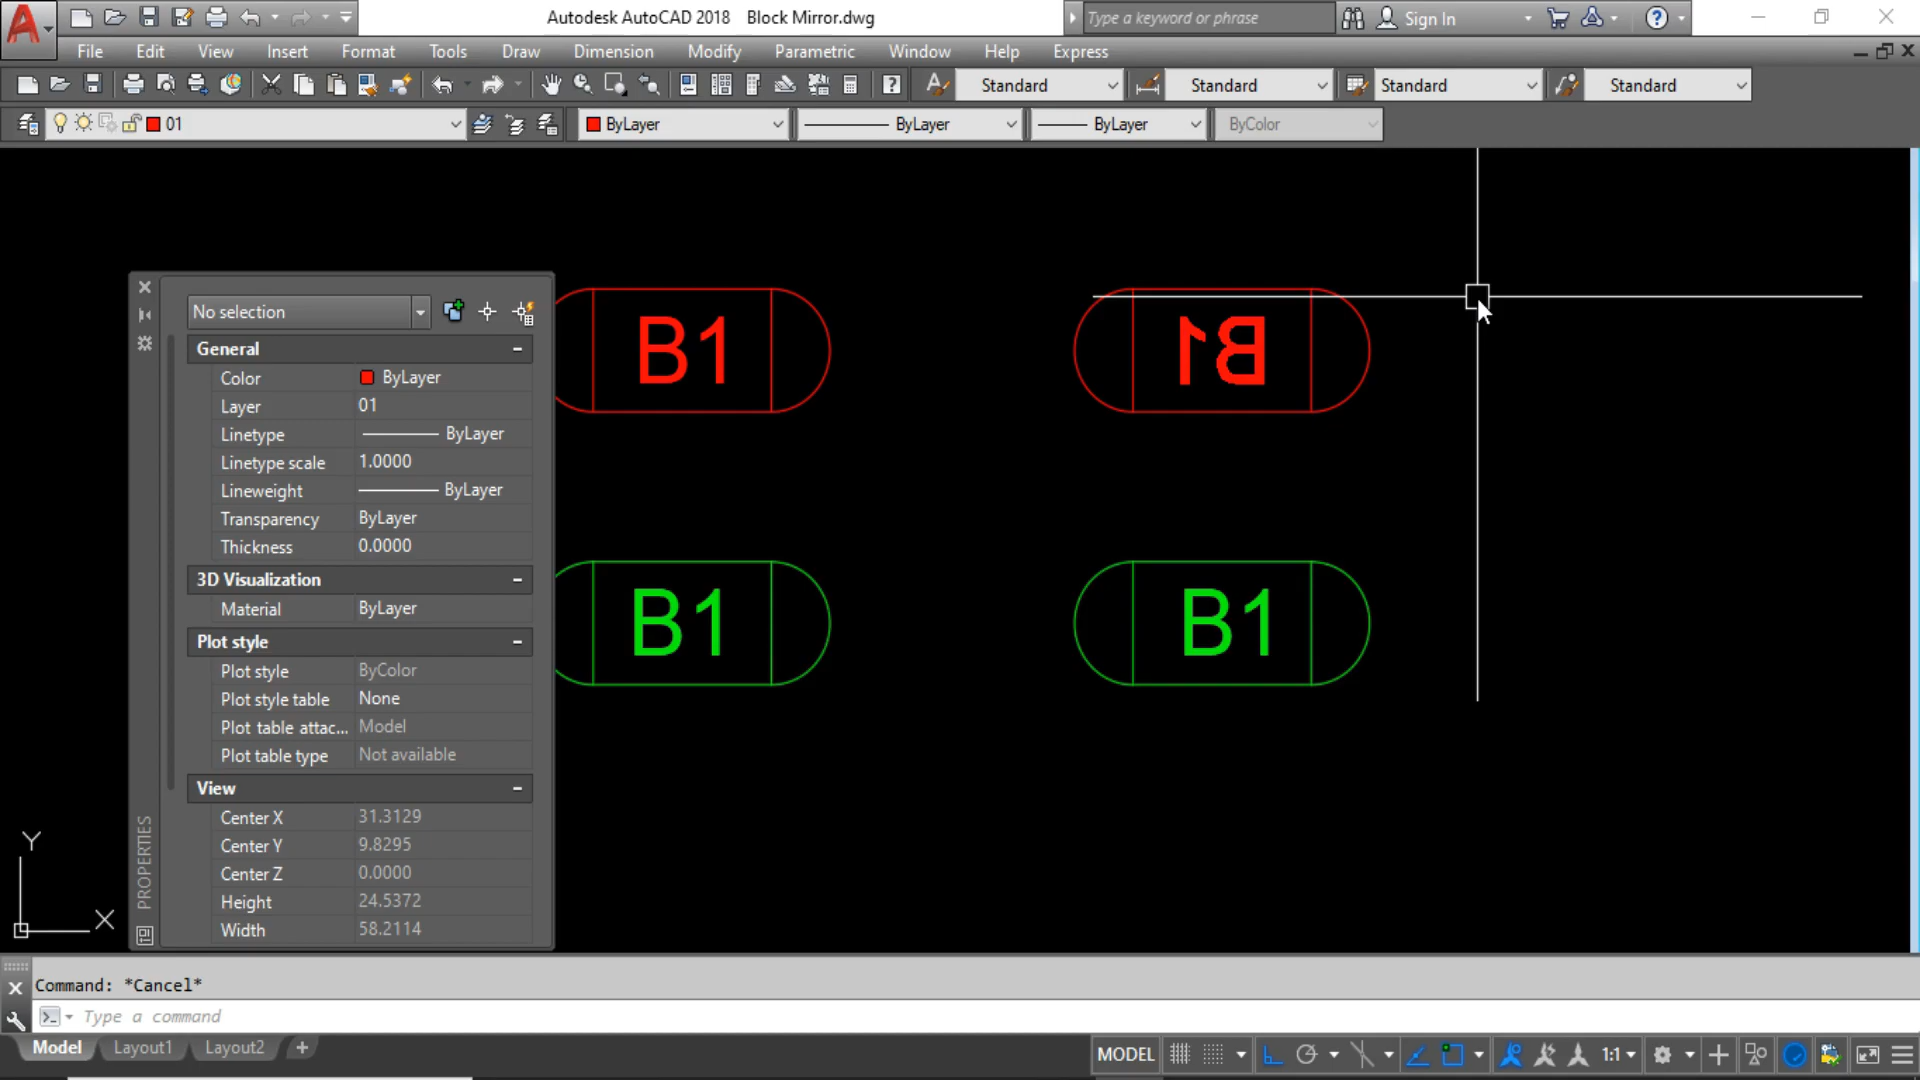 Autodesk AutoCAD 2018 Block Mirror.dwg
Type a keyword or phrase
Sign In
File Edit View Insert Format Tools Draw Dimension Modify Parametric Window Help Express
Standard Standard Standard Standard
01 ByLayer ByLayer ByLayer ByColor
No selection
General
Color ByLayer
Layer 01
Linetype ByLayer
Linetype scale 1.0000
Lineweight ByLayer
Transparency ByLayer
Thickness 0.0000
3D Visualization
Material ByLayer
Plot style
Plot style ByColor
Plot style table None
Plot table attac... Model
Plot table type Not available
View
Center X 31.3129
Center Y 9.8295
Center Z 0.0000
Height 24.5372
Width 58.2114
PROPERTIES
B1 B1
B1 B1
Y
X
Command: *Cancel*
Type a command
Model Layout1 Layout2 +
MODEL 1:1